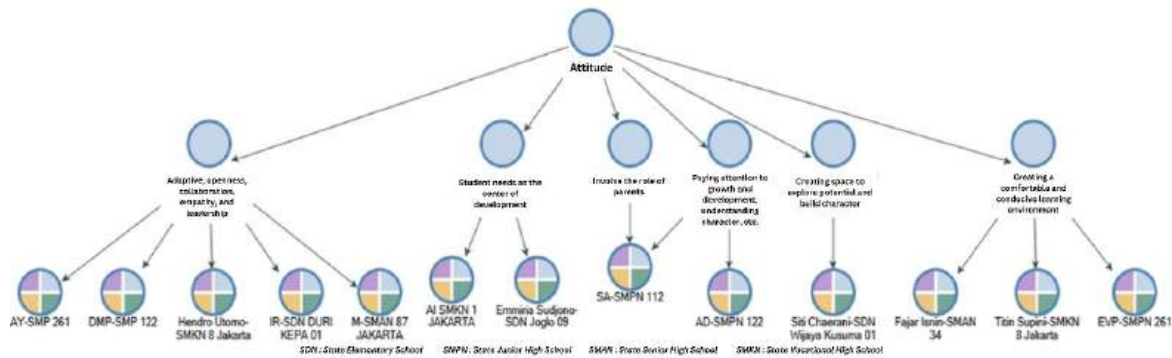 Attitude
Adaptive, openness,
collaboration,
empathy, and
leadership
Student needs as the
center of
development
Involve the role of
parents
Paying attention to
growth and
development,
understanding
character, etc.
Creating space to
explore potential and
build character
Creating a
comfortable and
conducive learning
environment
AY-SMP 261
DMP-SMP 122
Hendro Utomo-
SMKN 8 Jakarta
IR-SDN DURI
KEPA 01
M-SMAN 87
JAKARTA
AI SMKN 1
JAKARTA
Emmiria Sudjono-
SDN Joglo 09
SA-SMPN 112
AD-SMPN 122
Siti Chaerani-SDN
Wijaya Kusuma 01
Fajar Isnin-SMAN
34
Titin Supini-SMKN
8 Jakarta
EVP-SMPN 261
SDN : State Elementary School
SMPN : State Junior High School
SMAN : State Senior High School
SMKN : State Vocational High School